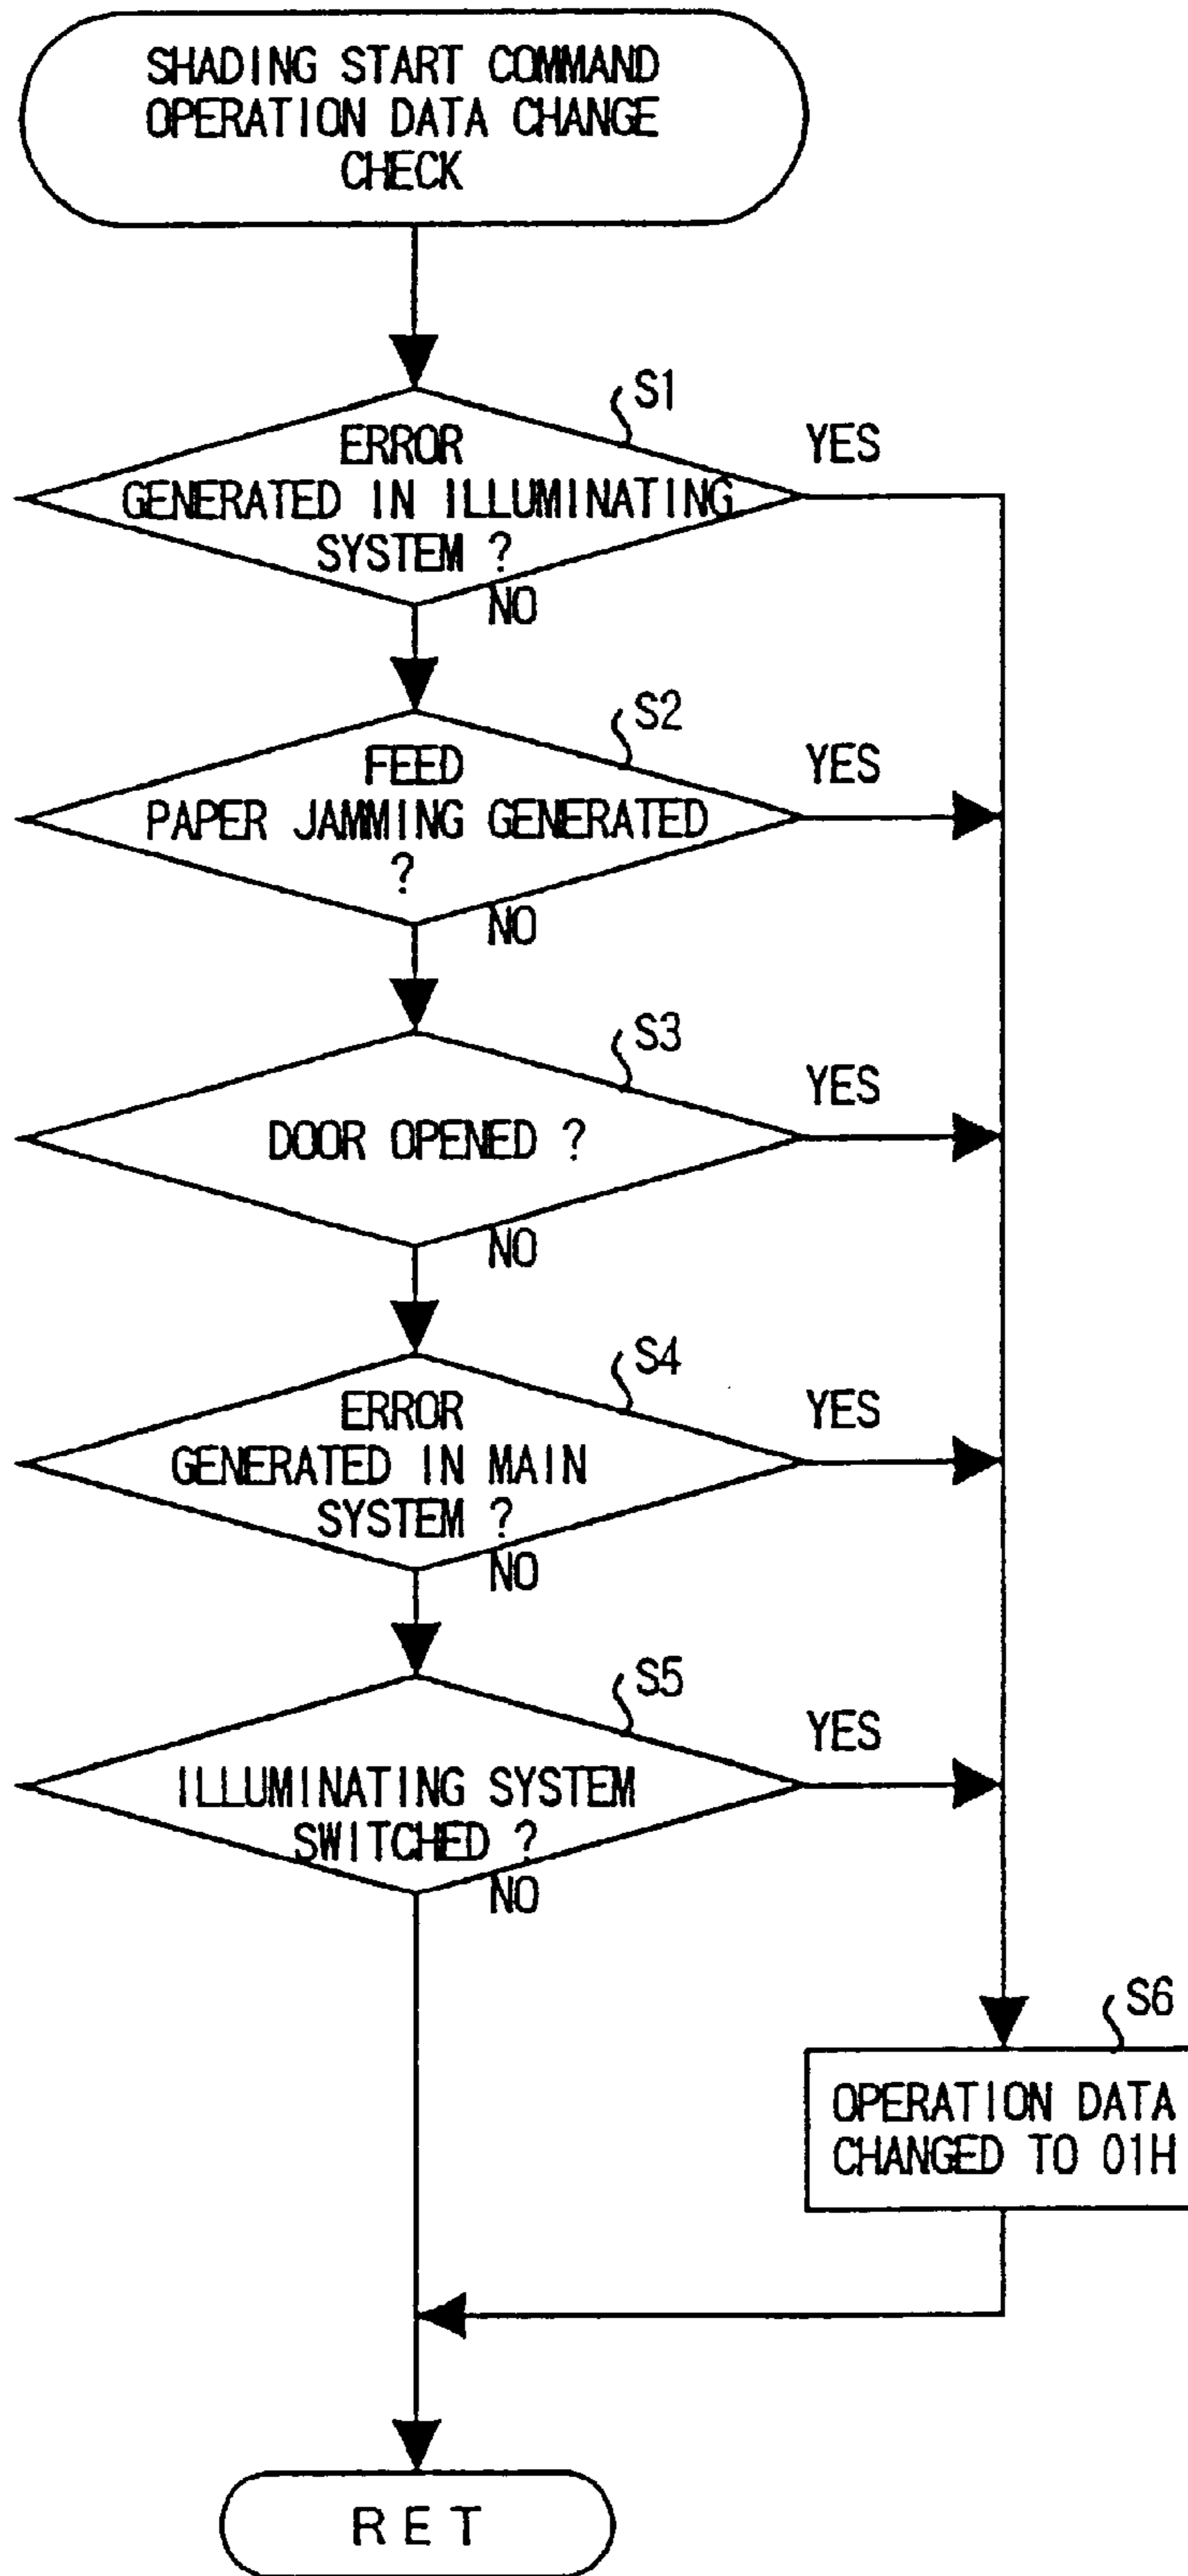 SHADING START COMMAND
OPERATION DATA CHANGE
CHECK
S1
ERROR
GENERATED IN ILLUMINATING
SYSTEM ?
YES
NO
S2
FEED
PAPER JAMMING GENERATED
?
YES
NO
S3
DOOR OPENED ?
YES
NO
S4
ERROR
GENERATED IN MAIN
SYSTEM ?
YES
NO
S5
ILLUMINATING SYSTEM
SWITCHED ?
YES
NO
S6
OPERATION DATA
CHANGED TO 01H
RET